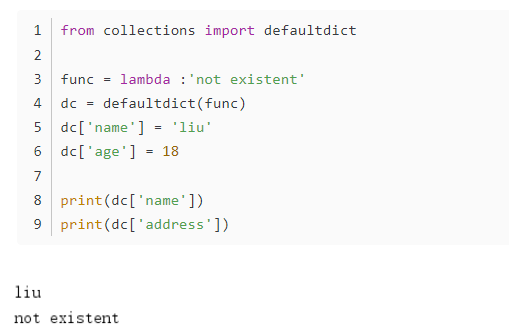 1 from collections import defaultdict
2
3 func = lambda :'not existent'
4 dc = defaultdict(func)
5 dc['name'] = 'liu'
6 dc['age'] = 18
7
8 print(dc['name'])
9 print(dc['address'])
liu
not existent